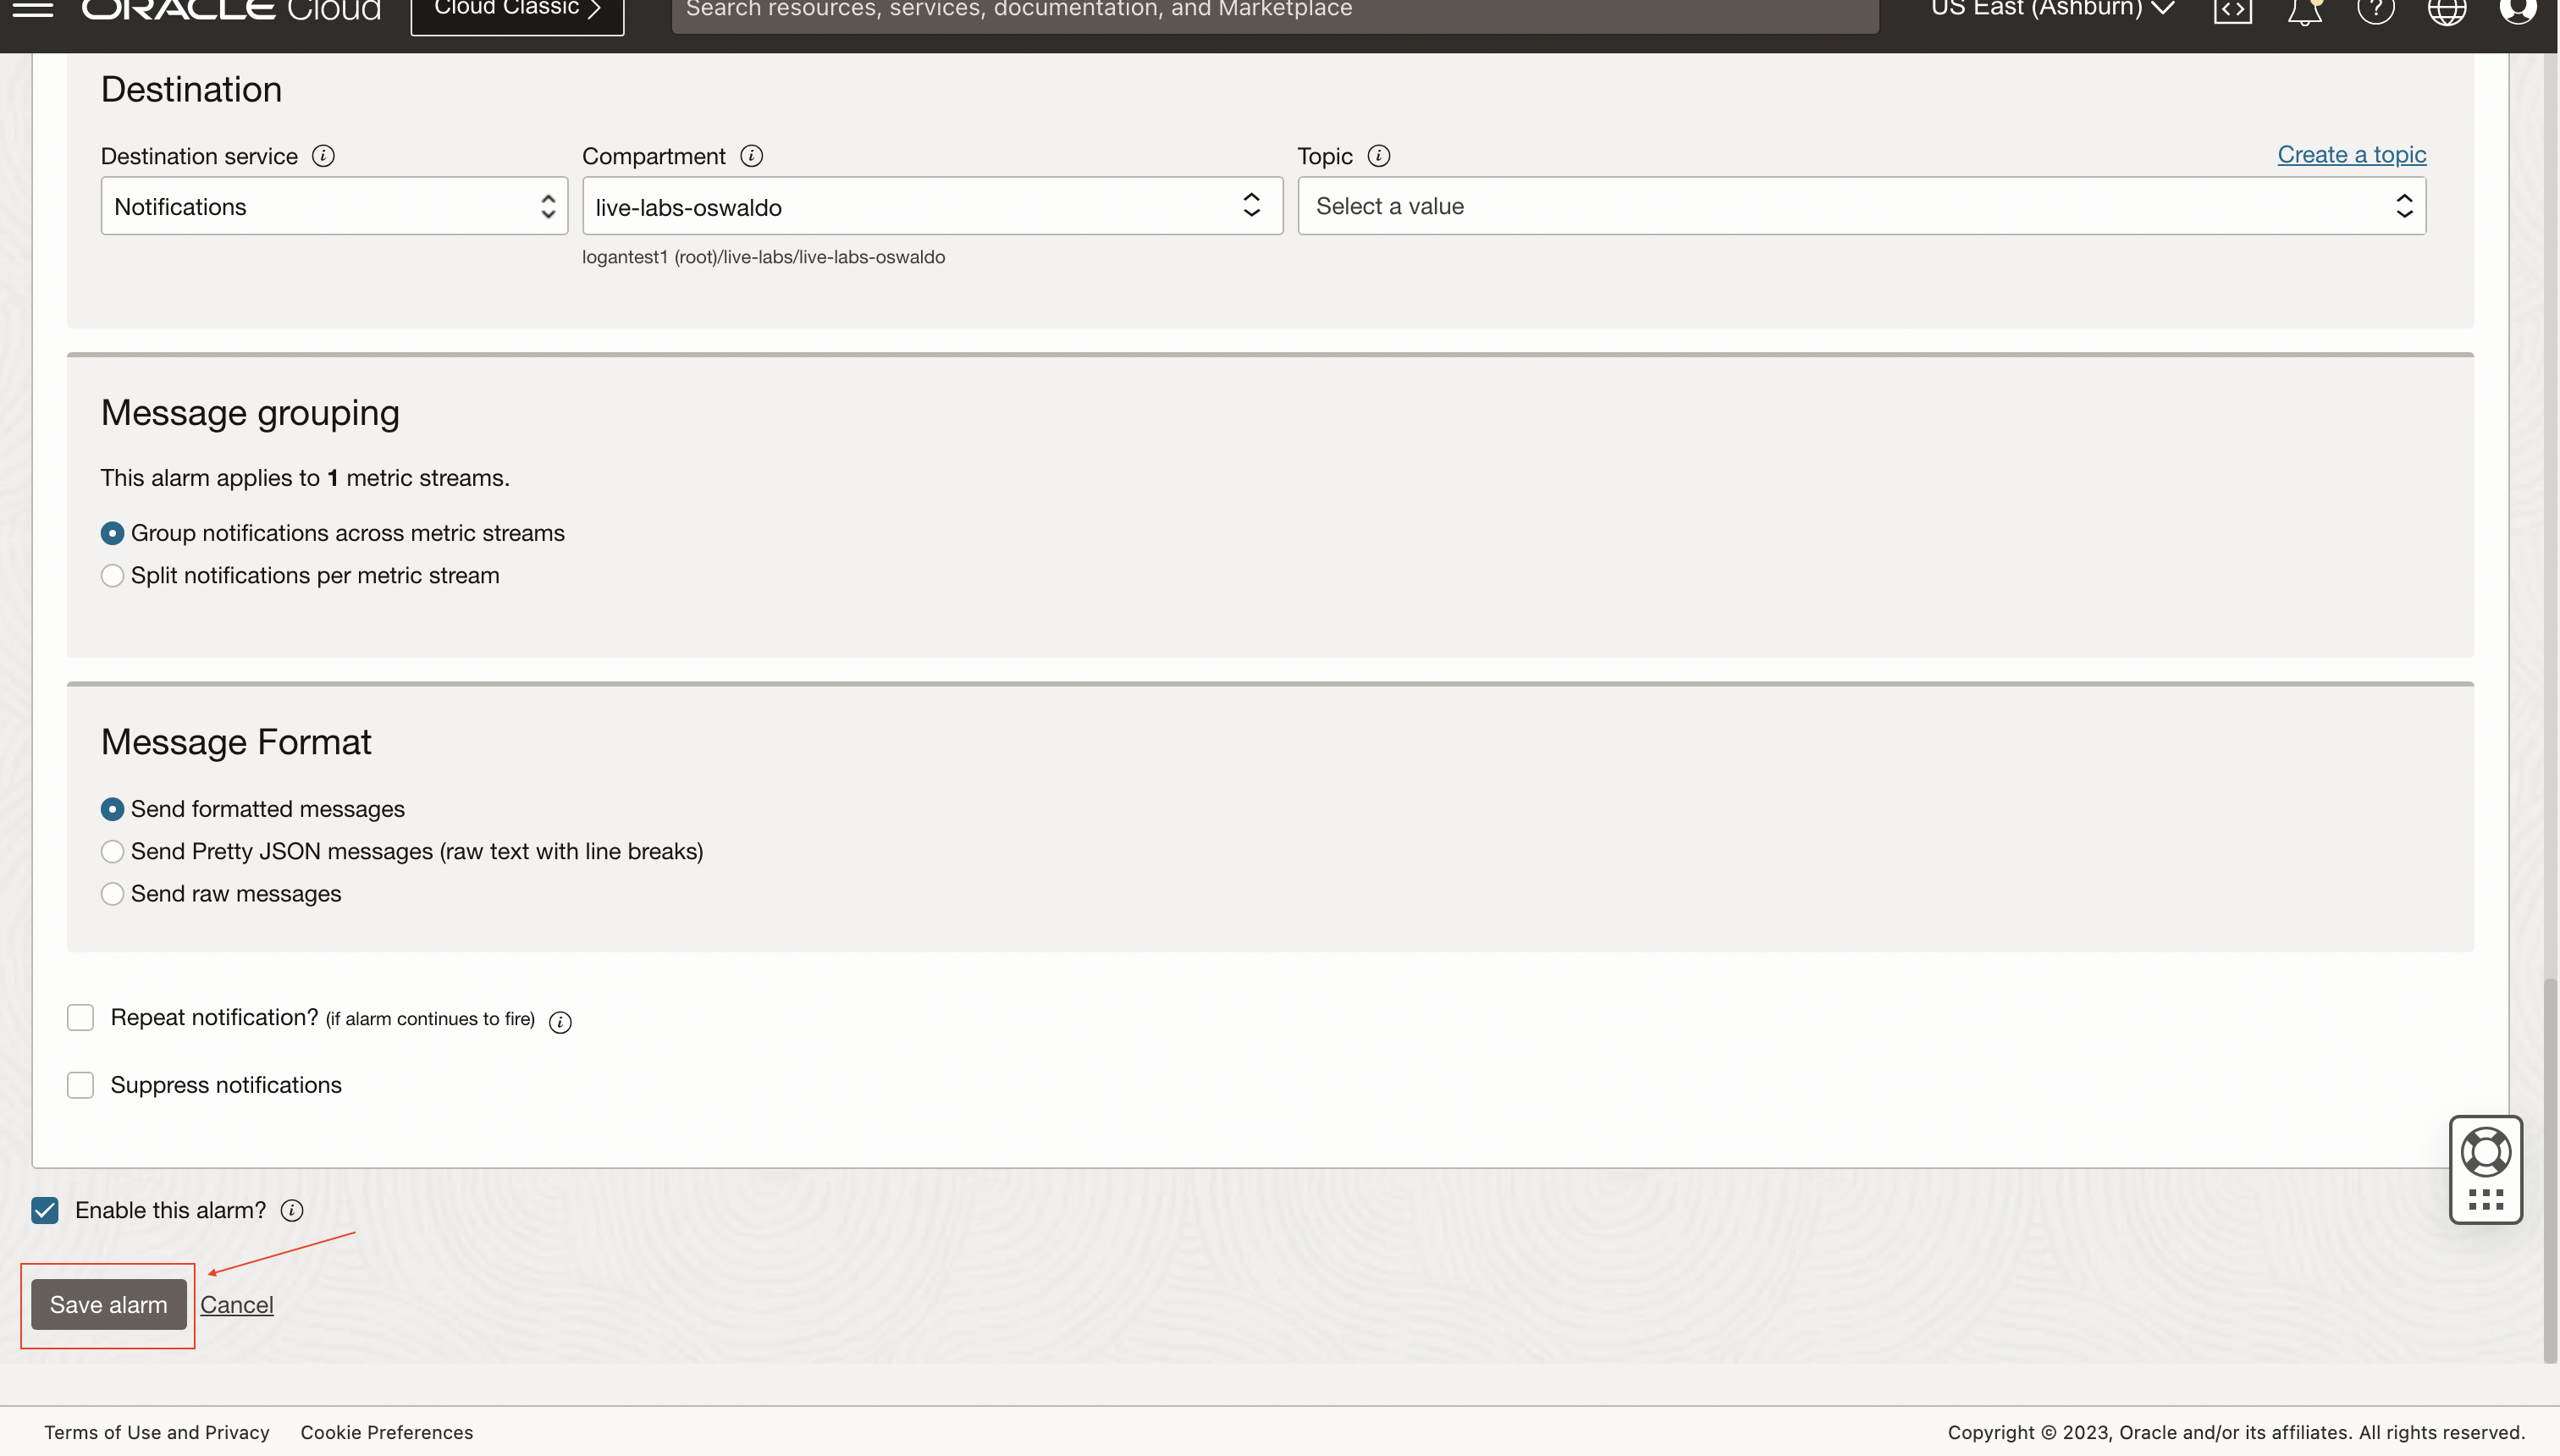 ORACLE Cloud
Cloud Classic
Search resources, services, documentation, and Marketplace
US East (Ashburn)
Destination
Destination service
Compartment
Topic
Create a topic
Notifications
live-labs-oswaldo
Select a value
logantest1 (root)/live-labs/live-labs-oswaldo
Message grouping
This alarm applies to 1 metric streams.
Group notifications across metric streams
Split notifications per metric stream
Message Format
Send formatted messages
Send Pretty JSON messages (raw text with line breaks)
Send raw messages
Repeat notification? (if alarm continues to fire)
Suppress notifications
Enable this alarm?
Save alarm
Cancel
Terms of Use and Privacy
Cookie Preferences
Copyright © 2023, Oracle and/or its affiliates. All rights reserved.